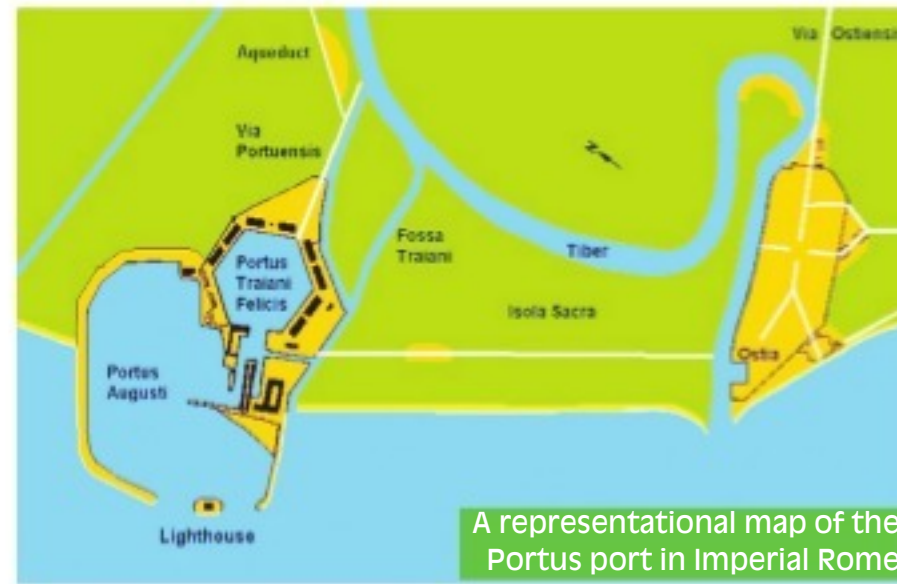 Aqueduct
Via Ostiensis
Via
Portuensis
N
Fossa
Traiani
Tiber
Portus
Traiani
Felicis
Isola Sacra
Ostia
Portus
Augusti
Lighthouse
A representational map of the
Portus port in Imperial Rome